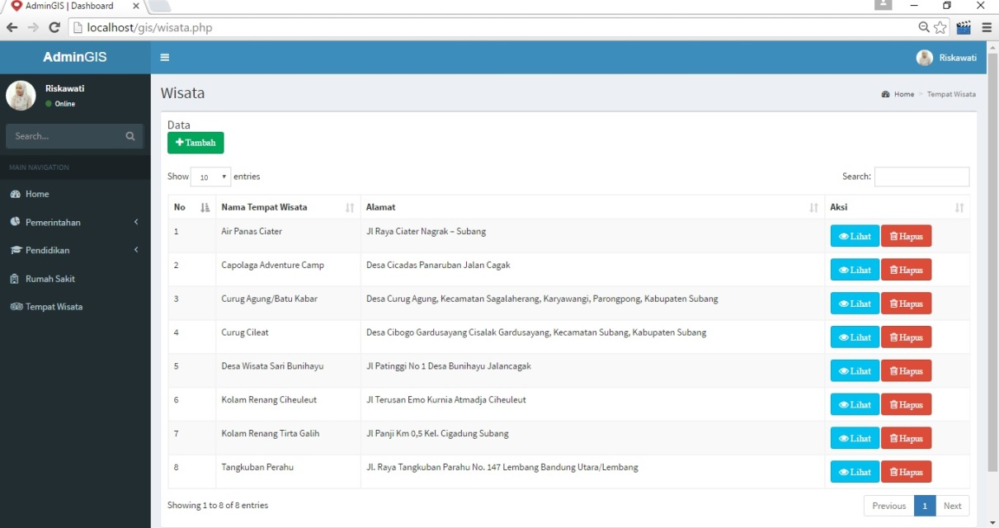 AdminGIS | Dashboard
localhost/gis/wisata.php
AdminGIS
Riskawati
Riskawati
Online
Search...
MAIN NAVIGATION
Home
Pemerintahan
Pendidikan
Rumah Sakit
Tempat Wisata
Wisata
Home > Tempat Wisata
Data
Tambah
Show 10 entries
Search:
No Nama Tempat Wisata Alamat Aksi
1 Air Panas Ciater Jl Raya Ciater Nagrak – Subang Lihat Hapus
2 Capolaga Adventure Camp Desa Cicadas Panaruban Jalan Cagak Lihat Hapus
3 Curug Agung/Batu Kabar Desa Curug Agung, Kecamatan Sagalaherang, Karyawangi, Parongpong, Kabupaten Subang Lihat Hapus
4 Curug Cileat Desa Cibogo Gardusayang Cisalak Gardusayang, Kecamatan Subang, Kabupaten Subang Lihat Hapus
5 Desa Wisata Sari Bunihayu Jl Patinggi No 1 Desa Bunihayu Jalancagak Lihat Hapus
6 Kolam Renang Ciheuleut Jl Terusan Emo Kurnia Atmadja Ciheuleut Lihat Hapus
7 Kolam Renang Tirta Galih Jl Panji Km 0,5 Kel. Cigadung Subang Lihat Hapus
8 Tangkuban Perahu Jl. Raya Tangkuban Parahu No. 147 Lembang Bandung Utara/Lembang Lihat Hapus
Showing 1 to 8 of 8 entries
Previous 1 Next